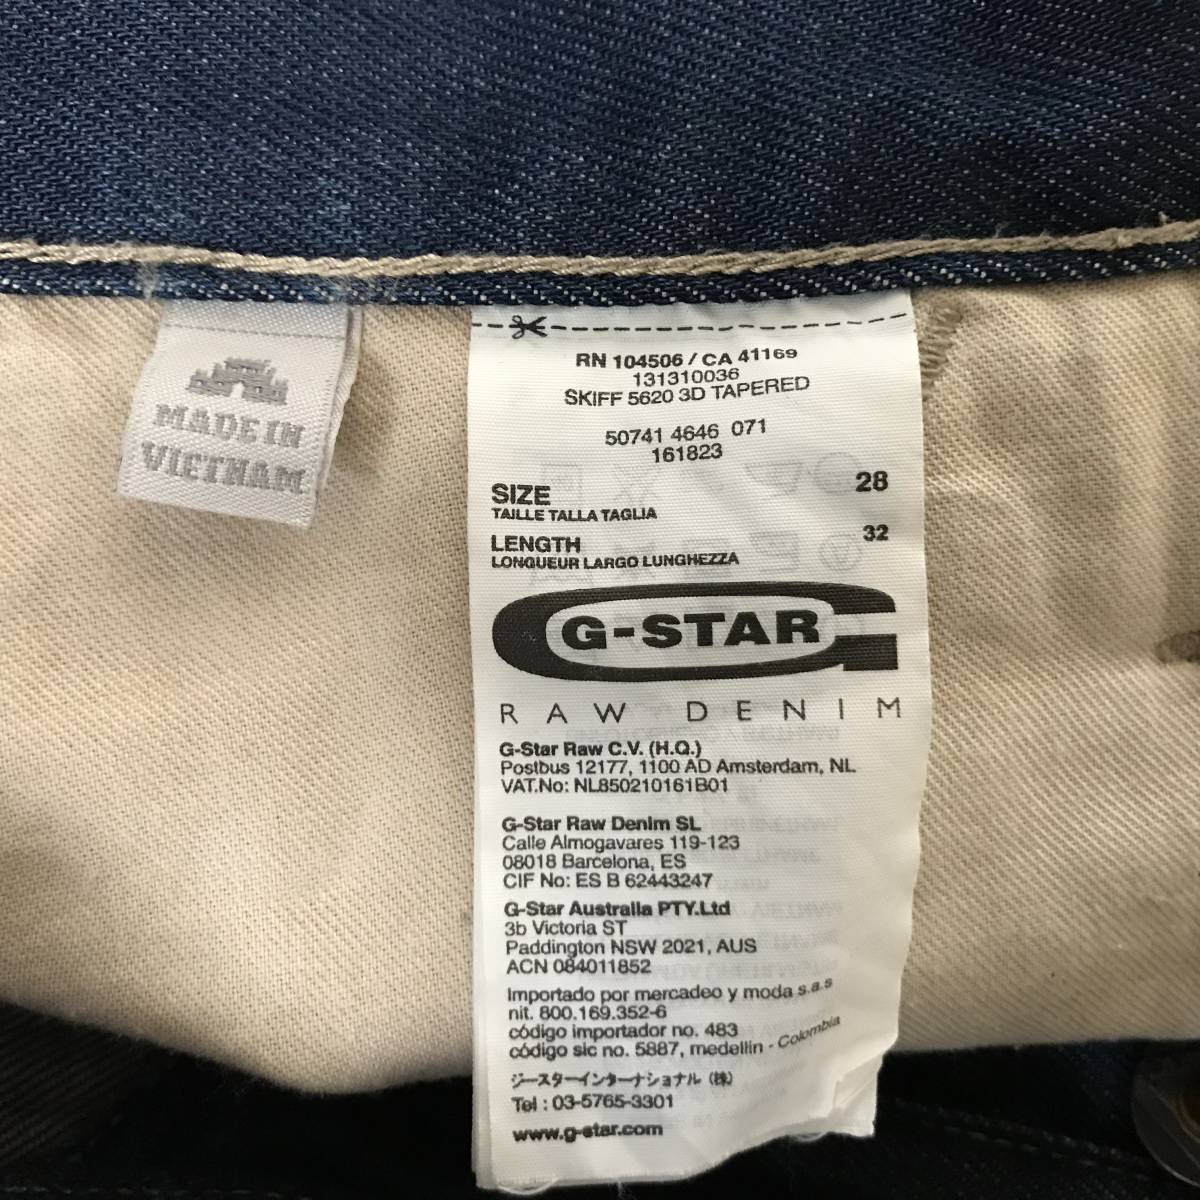 MADE IN
VIETNAM
RN 104506 / CA 41169
131310036
SKIFF 5620 3D TAPERED
50741 4646 071
161823
SIZE 28
TAILLE TALLA TAGLIA
LENGTH 32
LONQUEUR LARGO LUNGHEZZA
G-STAR
RAW DENIM
G-Star Raw C.V. (H.Q.)
Postbus 12177, 1100 AD Amsterdam, NL
VAT.No: NL850210161B01
G-Star Raw Denim SL
Calle Almogavares 119-123
08018 Barcelona, ES
CIF No: ES B 62443247
G-Star Australia PTY.Ltd
3b Victoria ST
Paddington NSW 2021, AUS
ACN 084011852
Importado por mercadeo y moda s.a.s
nit. 800.169.352-6
código importador no. 483
código sic no. 5887, medellin - Colombia
ジースターインターナショナル (株)
Tel : 03-5765-3301
www.g-star.com